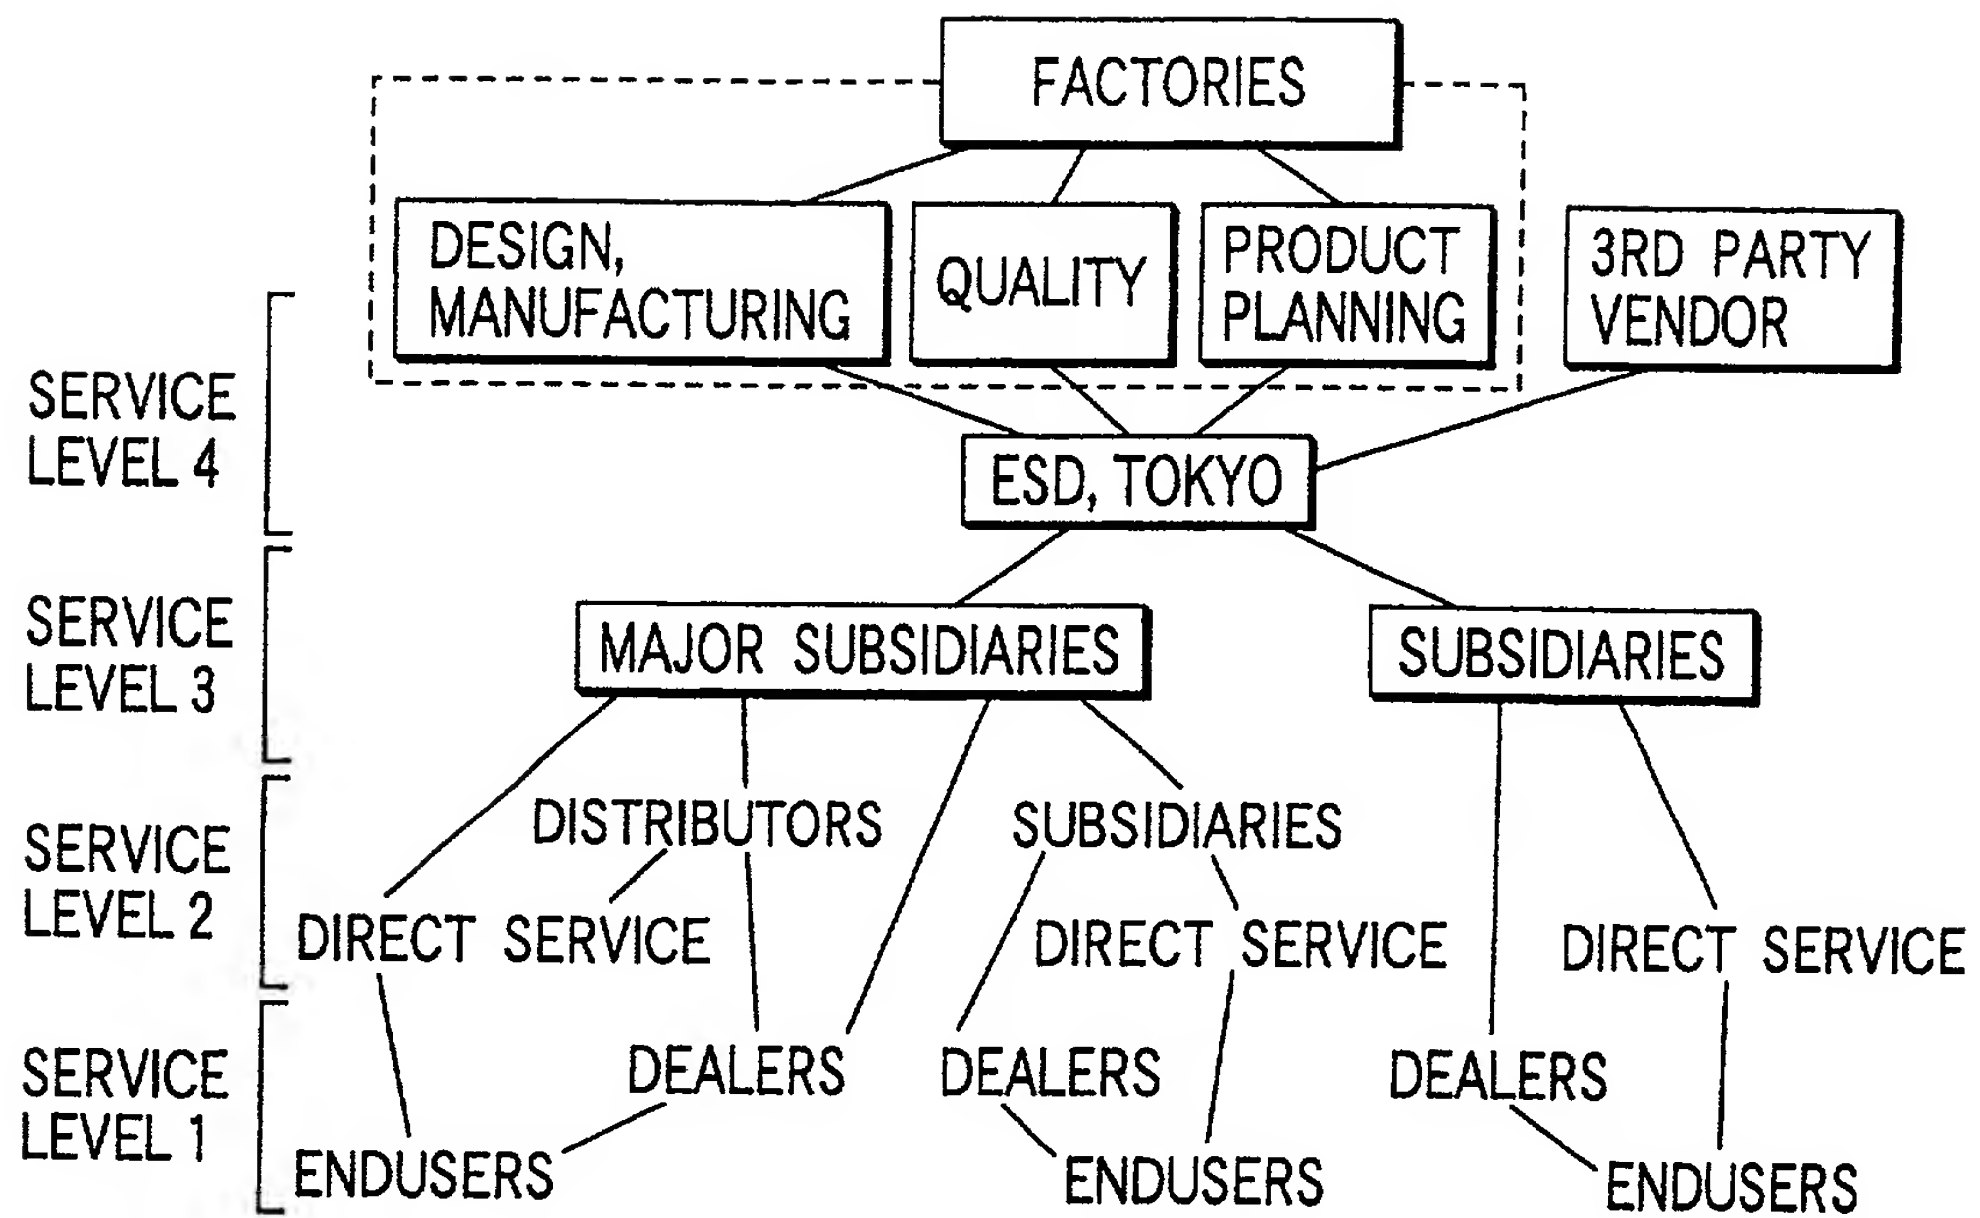 FACTORIES
DESIGN,
MANUFACTURING
QUALITY
PRODUCT
PLANNING
3RD PARTY
VENDOR
SERVICE
LEVEL 4
ESD, TOKYO
SERVICE
LEVEL 3
MAJOR SUBSIDIARIES
SUBSIDIARIES
SERVICE
LEVEL 2
DISTRIBUTORS
SUBSIDIARIES
DIRECT SERVICE
DIRECT SERVICE
DIRECT SERVICE
SERVICE
LEVEL 1
DEALERS
DEALERS
DEALERS
ENDUSERS
ENDUSERS
ENDUSERS